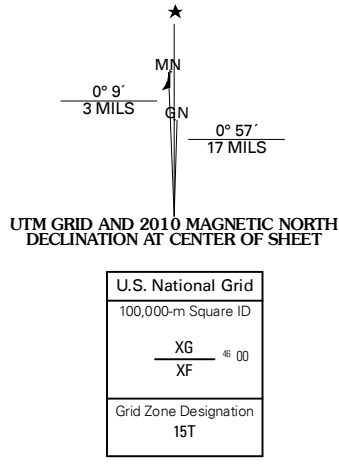 ★
MN
0° 9´
3 MILS
GN
0° 57´
17 MILS
UTM GRID AND 2010 MAGNETIC NORTH
DECLINATION AT CENTER OF SHEET
U.S. National Grid
100,000-m Square ID
XG
46 00
XF
Grid Zone Designation
15T